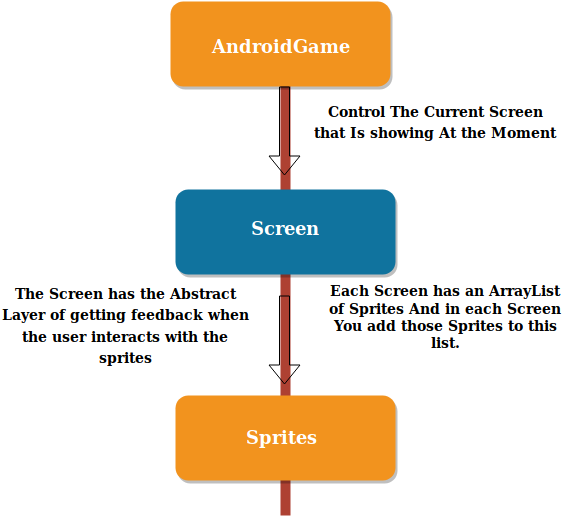 AndroidGame
Control The Current Screen
that Is showing At the Moment
Screen
The Screen has the Abstract
Layer of getting feedback when
the user interacts with the
sprites
Each Screen has an ArrayList
of Sprites And in each Screen
You add those Sprites to this
list.
Sprites